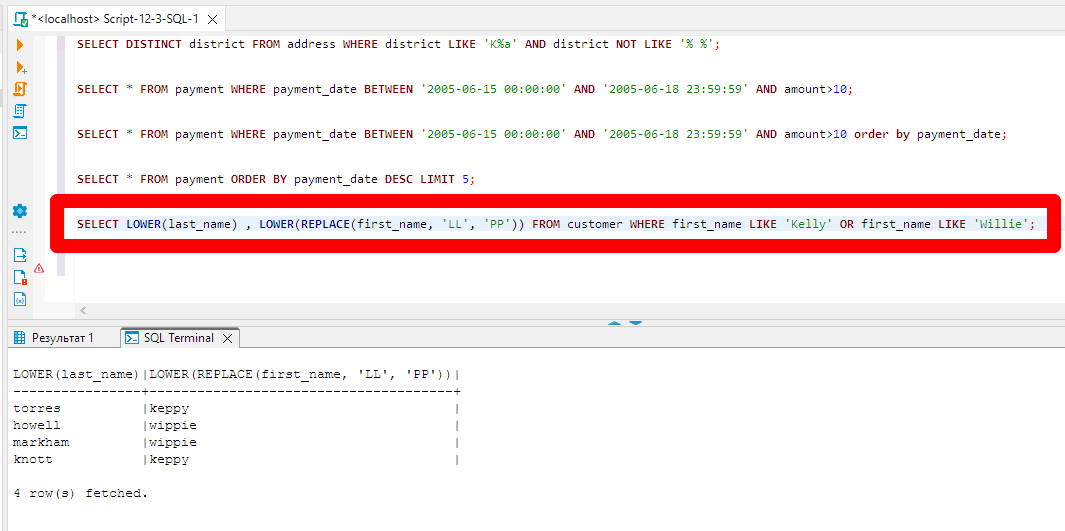 *<localhost> Script-12-3-SQL-1
SELECT DISTINCT district FROM address WHERE district LIKE 'K%a' AND district NOT LIKE '% %';
SELECT * FROM payment WHERE payment_date BETWEEN '2005-06-15 00:00:00' AND '2005-06-18 23:59:59' AND amount>10;
SELECT * FROM payment WHERE payment_date BETWEEN '2005-06-15 00:00:00' AND '2005-06-18 23:59:59' AND amount>10 order by payment_date;
SELECT * FROM payment ORDER BY payment_date DESC LIMIT 5;
SELECT LOWER(last_name) , LOWER(REPLACE(first_name, 'LL', 'PP')) FROM customer WHERE first_name LIKE 'Kelly' OR first_name LIKE 'Willie';
Результат 1 SQL Terminal
LOWER(last_name)|LOWER(REPLACE(first_name, 'LL', 'PP'))|
----------------+--------------------------------------+
torres          |keppy                                 |
howell          |wippie                                |
markham         |wippie                                |
knott           |keppy                                 |
4 row(s) fetched.